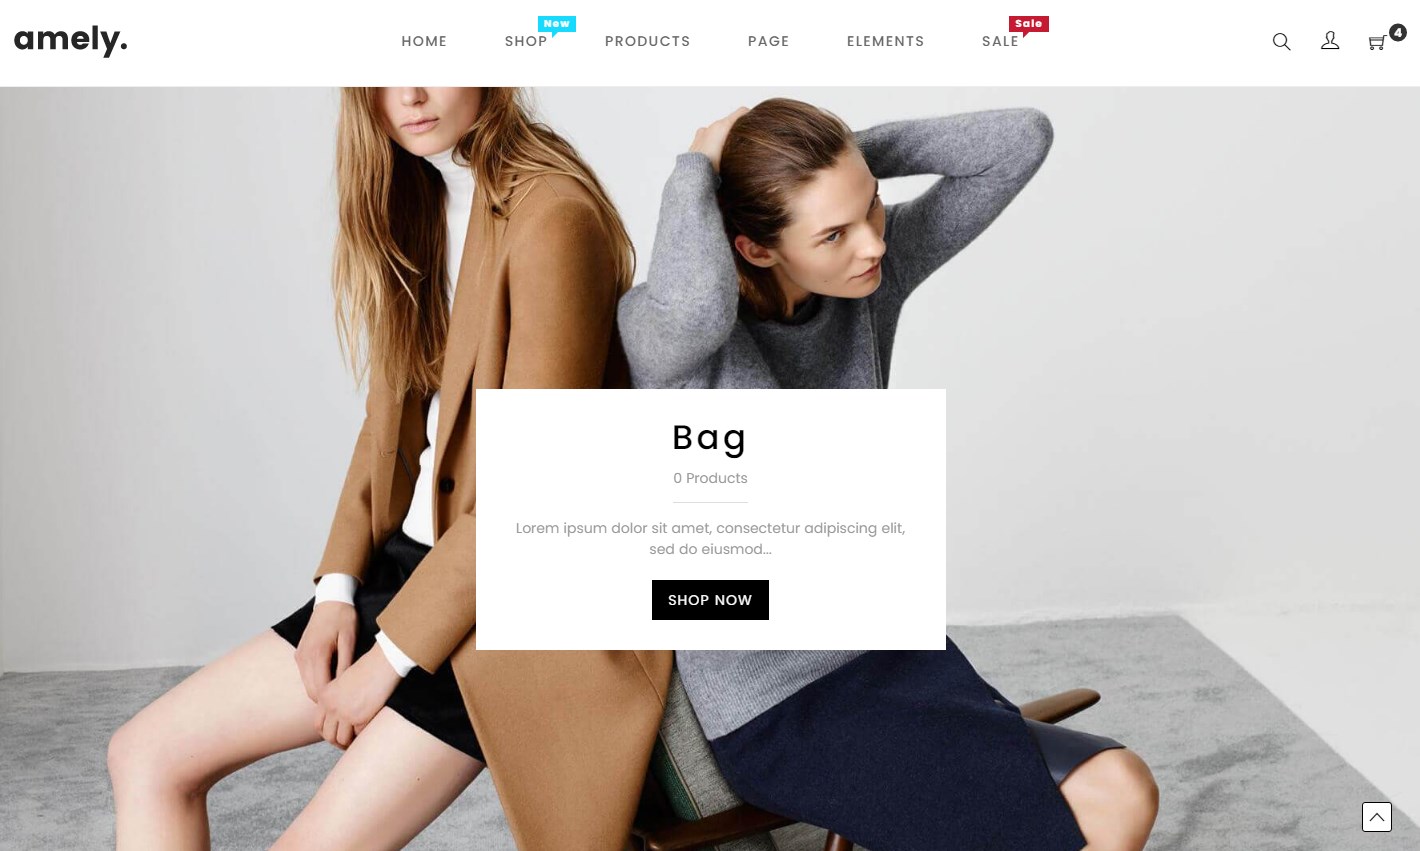 amely.
HOME
SHOP
New
PRODUCTS
PAGE
ELEMENTS
SALE
Sale
4
Bag
0 Products
Lorem ipsum dolor sit amet, consectetur adipiscing elit,
sed do eiusmod...
SHOP NOW